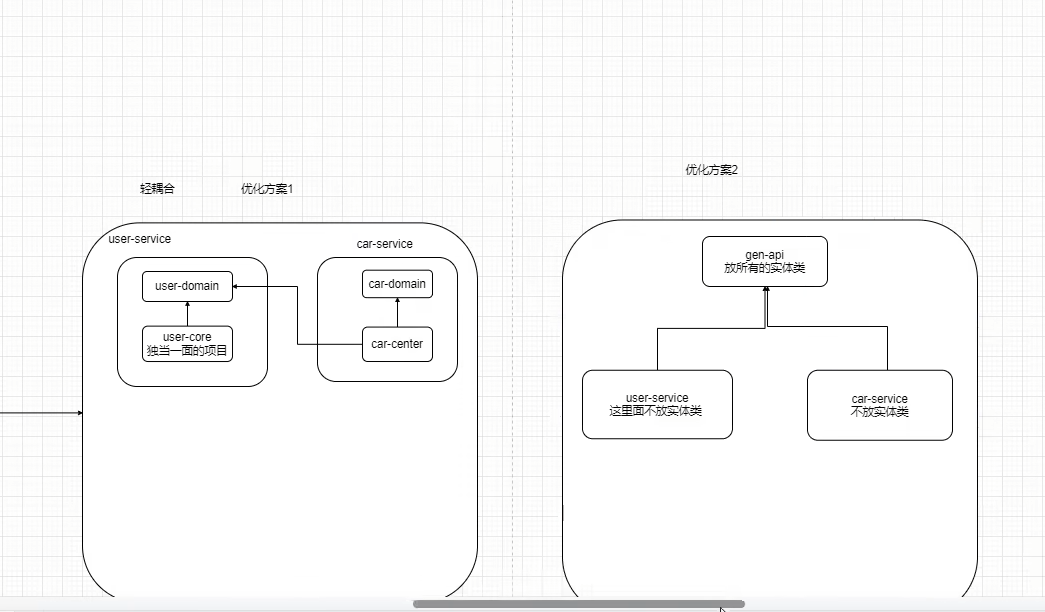 轻耦合 优化方案1
user-service
car-service
user-domain
user-core
独当一面的项目
car-domain
car-center
优化方案2
gen-api
放所有的实体类
user-service
这里面不放实体类
car-service
不放实体类